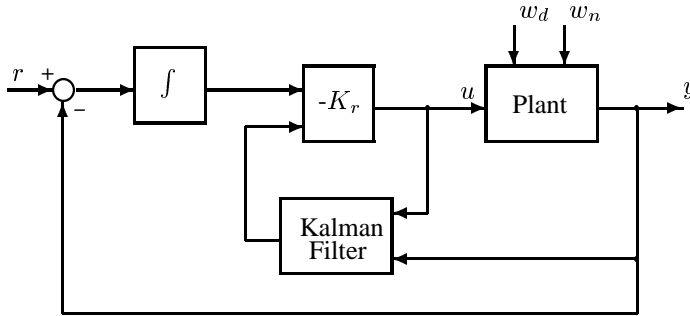 r
+
−
∫
-K_r
u
w_d
w_n
Plant
y
Kalman
Filter